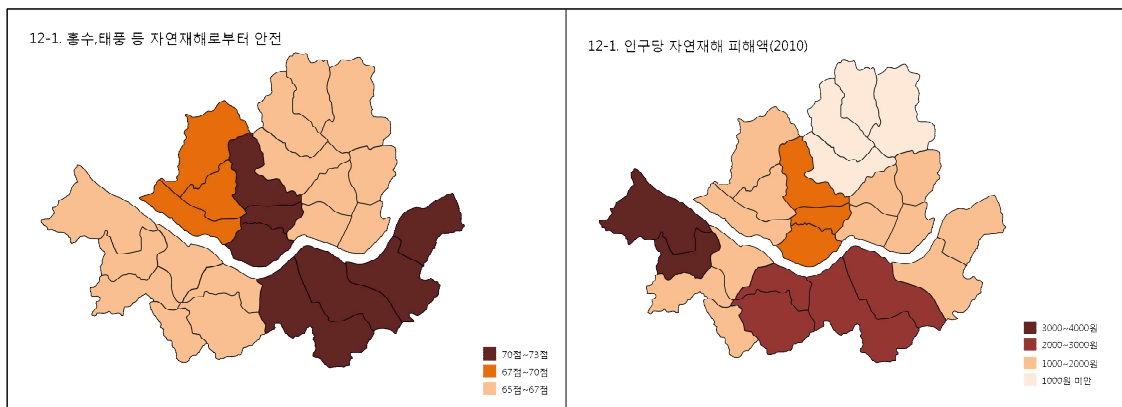 12-1. 홍수,태풍 등 자연재해로부터 안전
70점~73점
67점~70점
65점~67점
12-1. 인구당 자연재해 피해액(2010)
3000~4000원
2000~3000원
1000~2000원
1000원 미만